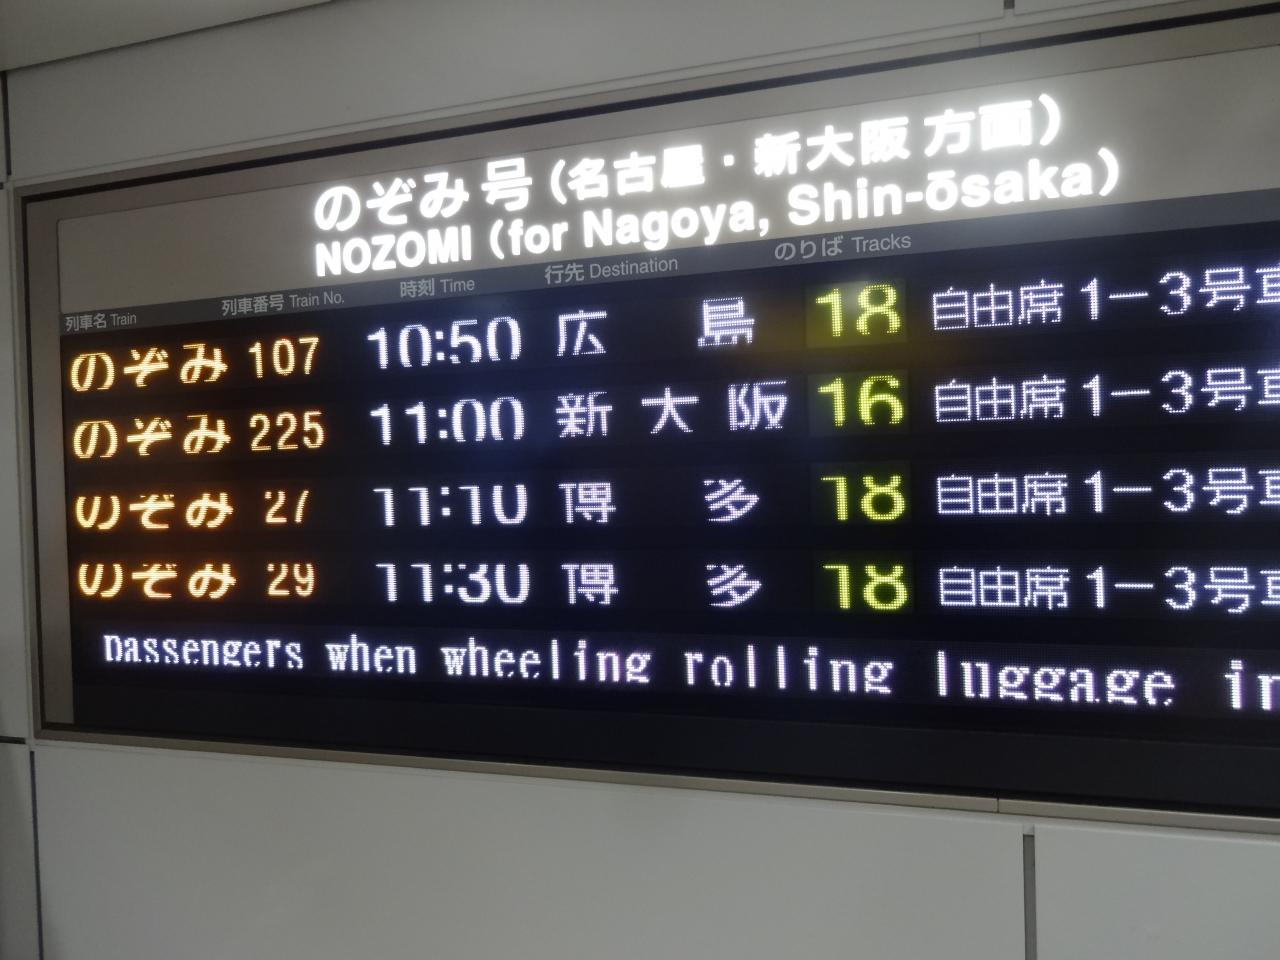 のぞみ号(名古屋・新大阪 方面)
NOZOMI (for Nagoya, Shin-ōsaka)
列車名 Train 列車番号 Train No. 時刻 Time 行先 Destination のりば Tracks
のぞみ 107 10:50 広島 18 自由席 1-3号車
のぞみ 225 11:00 新大阪 16 自由席 1-3号車
のぞみ 27 11:10 博多 18 自由席 1-3号車
のぞみ 29 11:30 博多 18 自由席 1-3号車
passengers when wheeling rolling luggage in